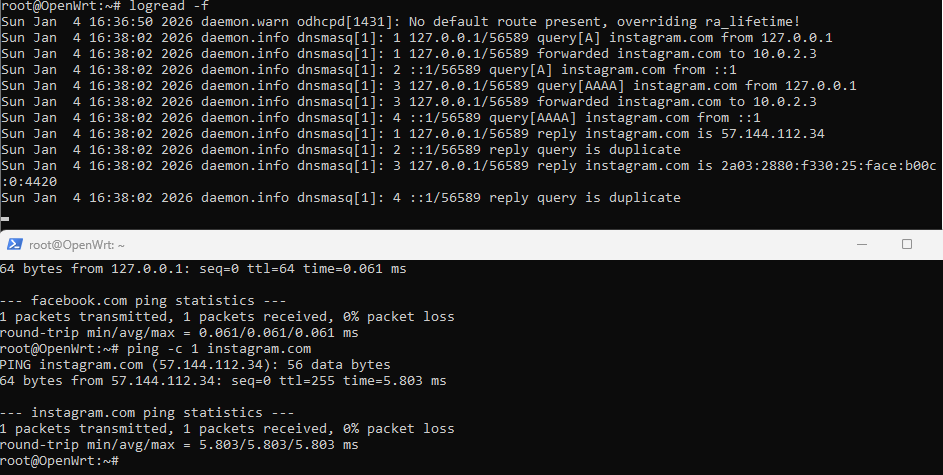 root@OpenWrt:~# logread -f
Sun Jan  4 16:36:50 2026 daemon.warn odhcpd[1431]: No default route present, overriding ra_lifetime!
Sun Jan  4 16:38:02 2026 daemon.info dnsmasq[1]: 1 127.0.0.1/56589 query[A] instagram.com from 127.0.0.1
Sun Jan  4 16:38:02 2026 daemon.info dnsmasq[1]: 1 127.0.0.1/56589 forwarded instagram.com to 10.0.2.3
Sun Jan  4 16:38:02 2026 daemon.info dnsmasq[1]: 2 ::1/56589 query[A] instagram.com from ::1
Sun Jan  4 16:38:02 2026 daemon.info dnsmasq[1]: 3 127.0.0.1/56589 query[AAAA] instagram.com from 127.0.0.1
Sun Jan  4 16:38:02 2026 daemon.info dnsmasq[1]: 3 127.0.0.1/56589 forwarded instagram.com to 10.0.2.3
Sun Jan  4 16:38:02 2026 daemon.info dnsmasq[1]: 4 ::1/56589 query[AAAA] instagram.com from ::1
Sun Jan  4 16:38:02 2026 daemon.info dnsmasq[1]: 1 127.0.0.1/56589 reply instagram.com is 57.144.112.34
Sun Jan  4 16:38:02 2026 daemon.info dnsmasq[1]: 2 ::1/56589 reply query is duplicate
Sun Jan  4 16:38:02 2026 daemon.info dnsmasq[1]: 3 127.0.0.1/56589 reply instagram.com is 2a03:2880:f330:25:face:b00c
:0:4420
Sun Jan  4 16:38:02 2026 daemon.info dnsmasq[1]: 4 ::1/56589 reply query is duplicate
root@OpenWrt: ~
64 bytes from 127.0.0.1: seq=0 ttl=64 time=0.061 ms
--- facebook.com ping statistics ---
1 packets transmitted, 1 packets received, 0% packet loss
round-trip min/avg/max = 0.061/0.061/0.061 ms
root@OpenWrt:~# ping -c 1 instagram.com
PING instagram.com (57.144.112.34): 56 data bytes
64 bytes from 57.144.112.34: seq=0 ttl=255 time=5.803 ms
--- instagram.com ping statistics ---
1 packets transmitted, 1 packets received, 0% packet loss
round-trip min/avg/max = 5.803/5.803/5.803 ms
root@OpenWrt:~#